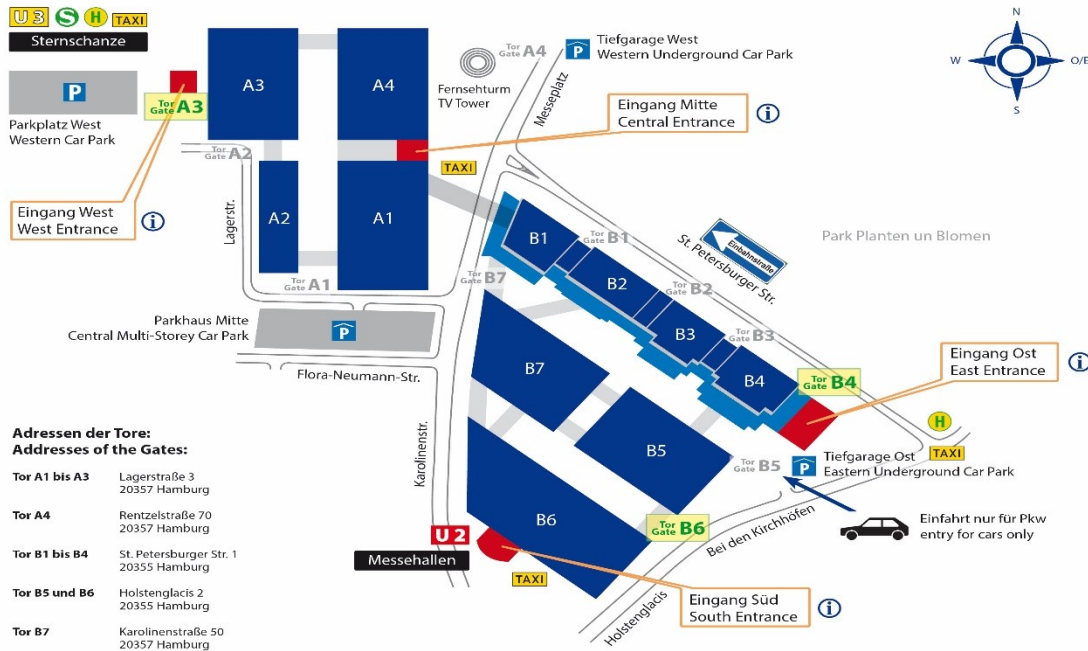 U3 S H TAXI
Sternschanze
P
Parkplatz West
Western Car Park
Tor
Gate A3
Eingang West
West Entrance
i
A3
A4
Tor
Gate A2
A2
A1
Lagerstr.
Tor
Gate A1
Fernsehturm
TV Tower
Tor
Gate A4
P
Tiefgarage West
Western Underground Car Park
Messeplatz
Eingang Mitte
Central Entrance
i
TAXI
N
W
O/E
S
B1
Tor
Gate B1
B2
Tor
Gate B2
B3
Tor
Gate B3
B4
Tor
Gate B4
Einbahnstraße
St. Petersburger Str.
Park Planten un Blomen
Tor
Gate B7
Parkhaus Mitte
Central Multi-Storey Car Park
P
Flora-Neumann-Str.
Karolinenstr.
B7
B5
B6
Eingang Ost
East Entrance
i
H
TAXI
Tor
Gate B5
P
Tiefgarage Ost
Eastern Underground Car Park
Tor
Gate B6
Bei den Kirchhöfen
Einfahrt nur für Pkw
entry for cars only
U2
Messehallen
TAXI
Holstenglacis
Eingang Süd
South Entrance
i
Adressen der Tore:
Addresses of the Gates:
Tor A1 bis A3 Lagerstraße 3
20357 Hamburg
Tor A4 Rentzelstraße 70
20357 Hamburg
Tor B1 bis B4 St. Petersburger Str. 1
20355 Hamburg
Tor B5 und B6 Holstenglacis 2
20355 Hamburg
Tor B7 Karolinenstraße 50
20357 Hamburg